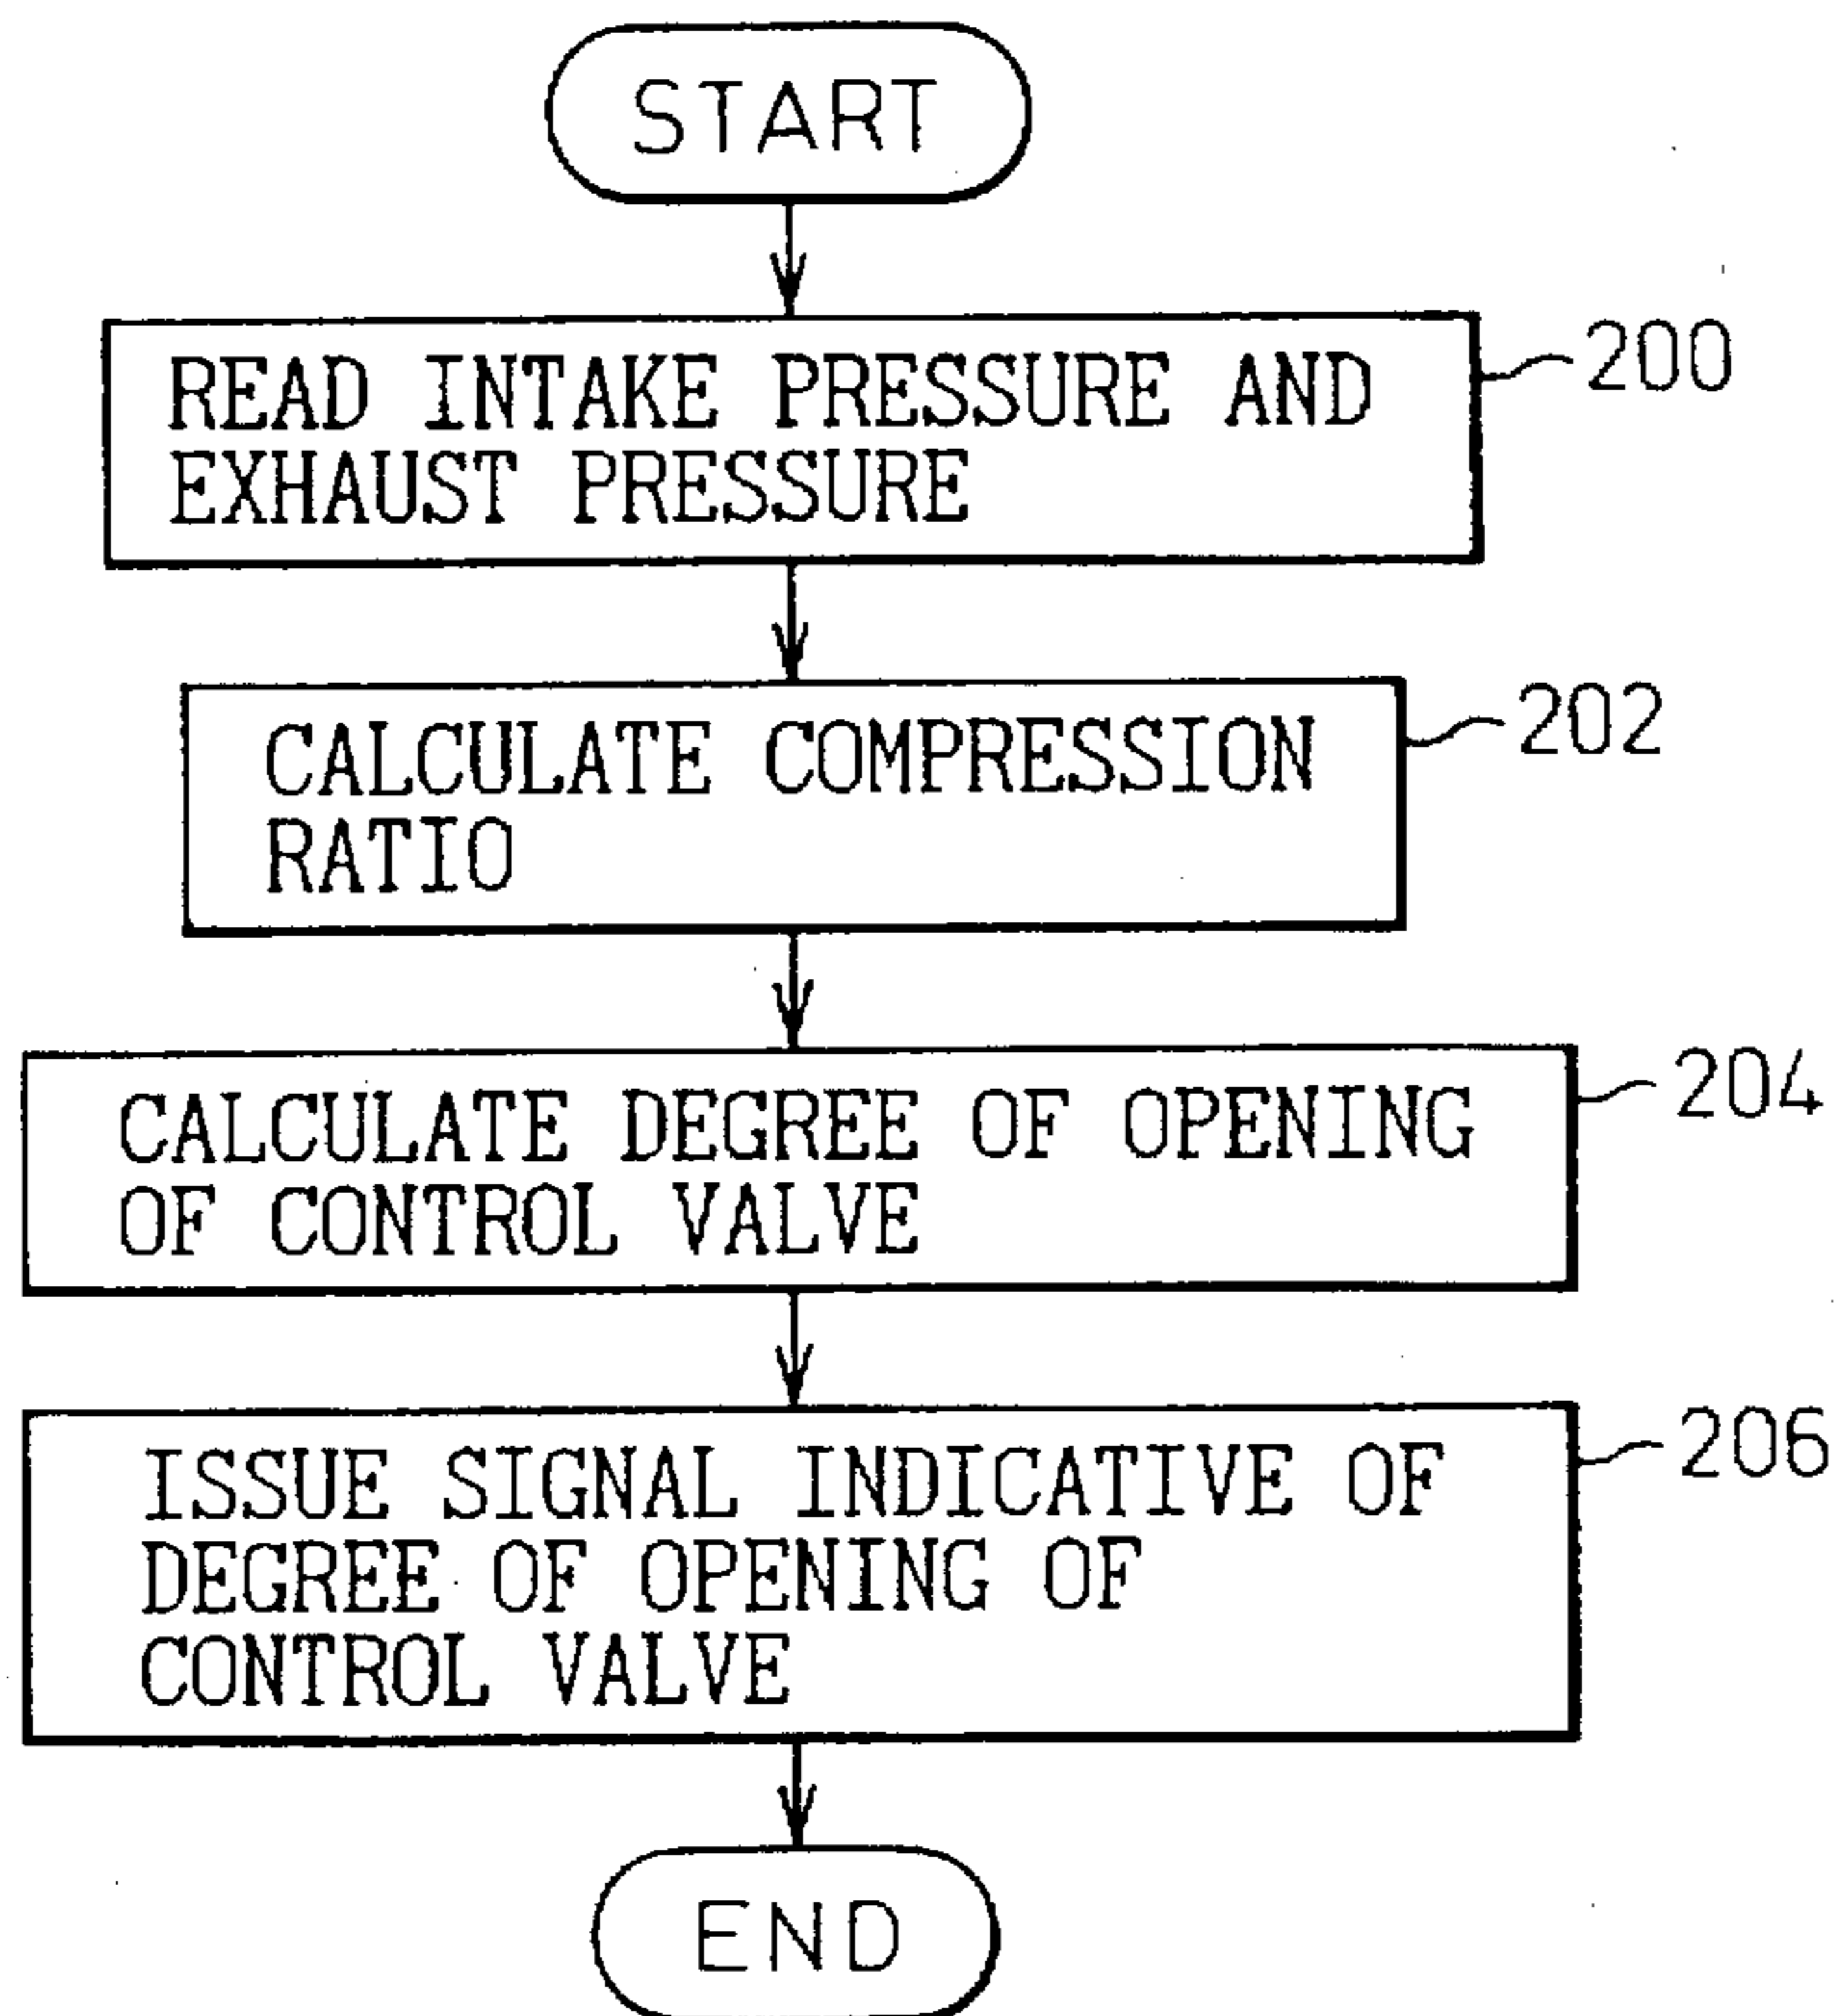 START
READ INTAKE PRESSURE AND
EXHAUST PRESSURE
200
CALCULATE COMPRESSION
RATIO
202
CALCULATE DEGREE OF OPENING
OF CONTROL VALVE
204
ISSUE SIGNAL INDICATIVE OF
DEGREE OF OPENING OF
CONTROL VALVE
206
END